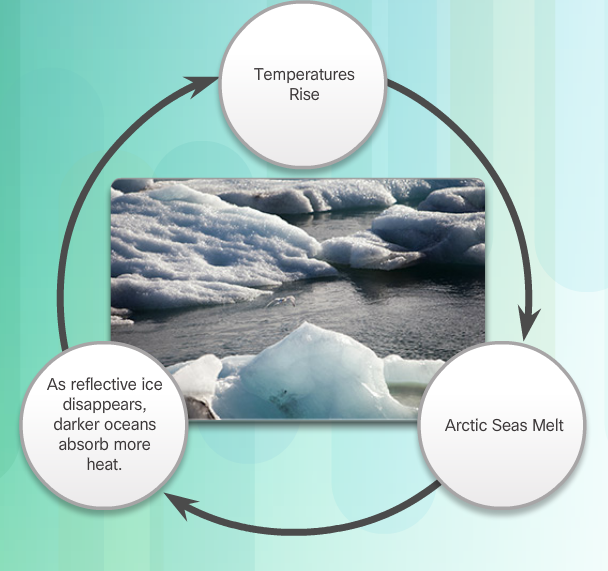 Temperatures
Rise
Arctic Seas Melt
As reflective ice
disappears,
darker oceans
absorb more
heat.